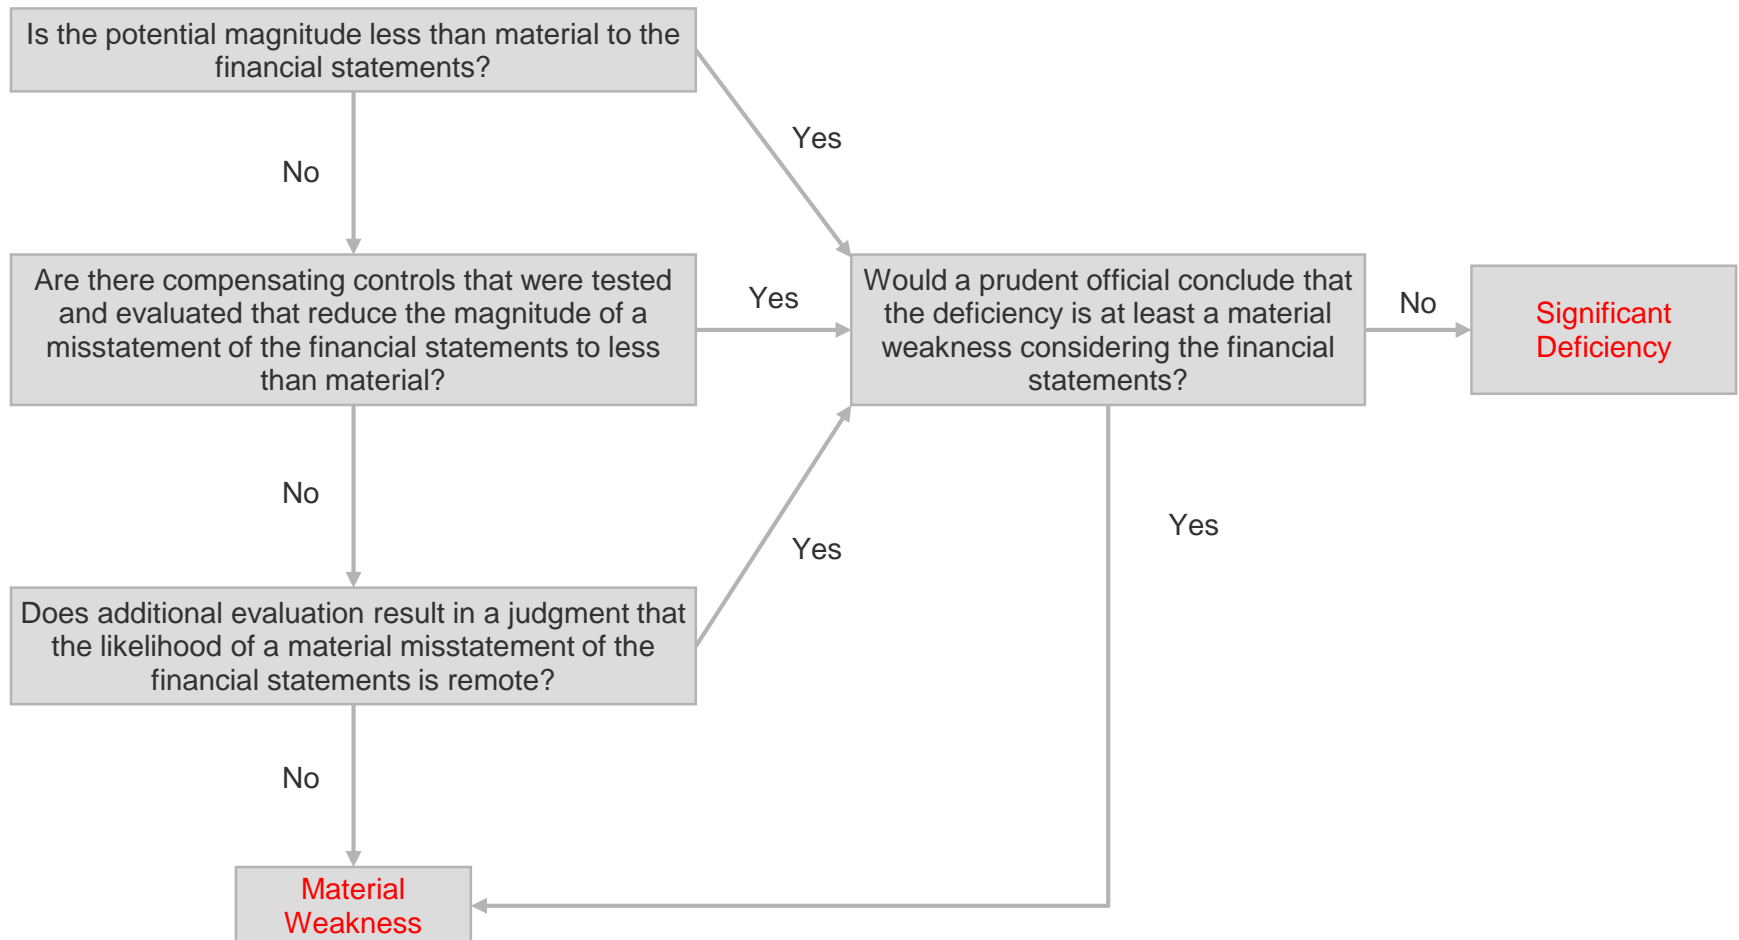 Is the potential magnitude less than material to the
financial statements?
Yes
No
Are there compensating controls that were tested
and evaluated that reduce the magnitude of a
misstatement of the financial statements to less
than material?
Yes
Would a prudent official conclude that
the deficiency is at least a material
weakness considering the financial
statements?
No
Significant
Deficiency
No
Yes
Yes
Does additional evaluation result in a judgment that
the likelihood of a material misstatement of the
financial statements is remote?
No
Material
Weakness